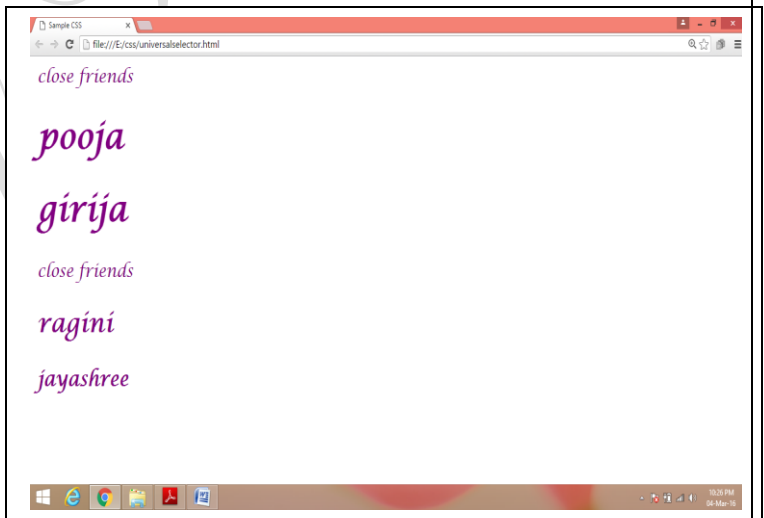 Sample CSS
file:///E:/css/universalselector.html
close friends
pooja
girija
close friends
ragini
jayashree
10:26 PM
04-Mar-16